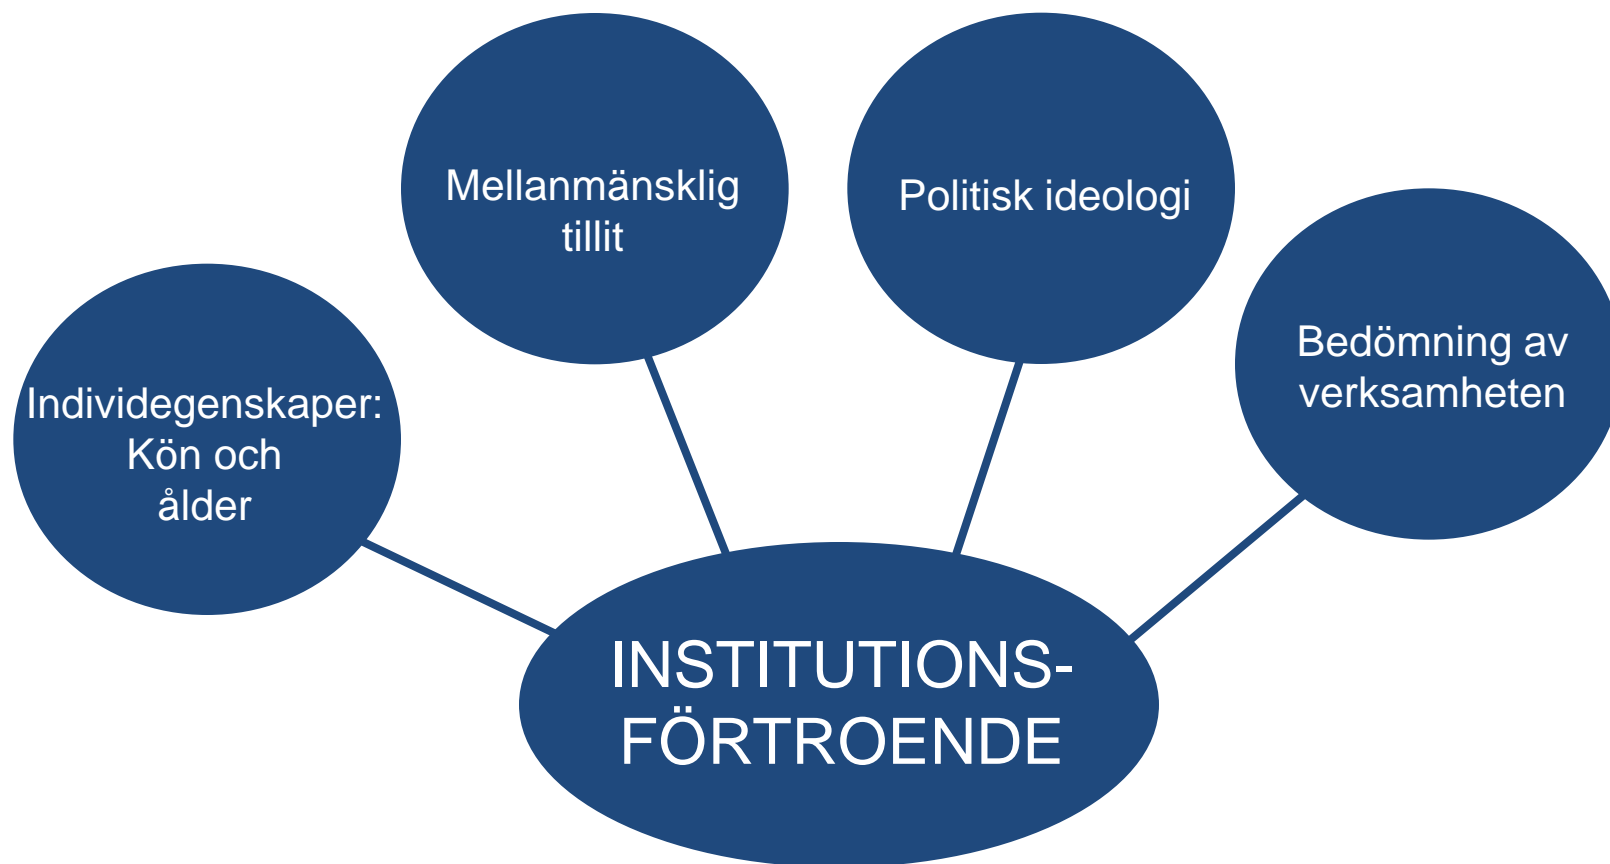 Individegenskaper:
Kön och
ålder
Mellanmänsklig
tillit
Politisk ideologi
Bedömning av
verksamheten
INSTITUTIONS-
FÖRTROENDE